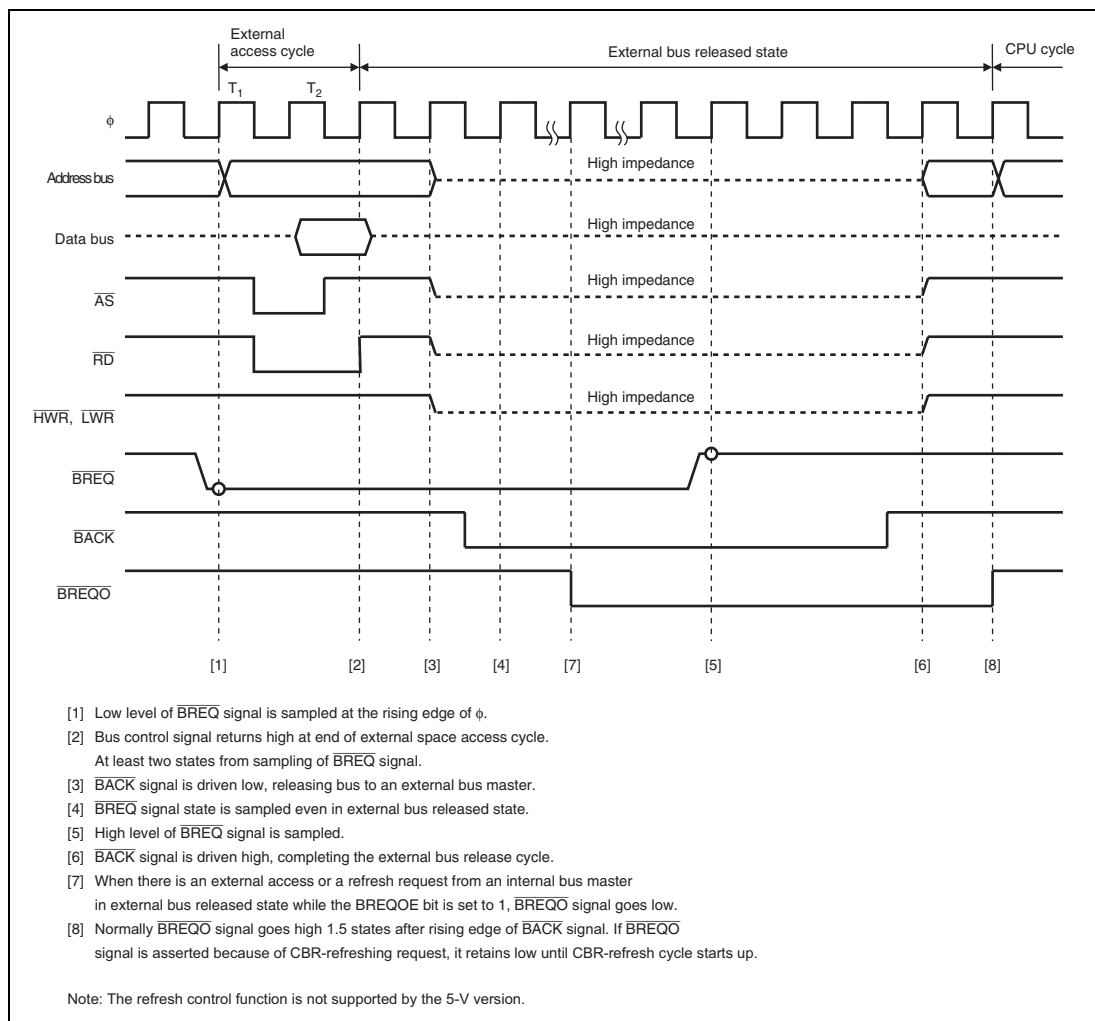 External
access cycle
External bus released state
CPU cycle
T1
T2
ϕ
Address bus
High impedance
Data bus
High impedance
AS
High impedance
RD
High impedance
HWR, LWR
High impedance
BREQ
BACK
BREQO
[1] [2] [3] [4] [7] [5] [6] [8]
[1] Low level of BREQ signal is sampled at the rising edge of ϕ.
[2] Bus control signal returns high at end of external space access cycle.
At least two states from sampling of BREQ signal.
[3] BACK signal is driven low, releasing bus to an external bus master.
[4] BREQ signal state is sampled even in external bus released state.
[5] High level of BREQ signal is sampled.
[6] BACK signal is driven high, completing the external bus release cycle.
[7] When there is an external access or a refresh request from an internal bus master
in external bus released state while the BREQOE bit is set to 1, BREQO signal goes low.
[8] Normally BREQO signal goes high 1.5 states after rising edge of BACK signal. If BREQO
signal is asserted because of CBR-refreshing request, it retains low until CBR-refresh cycle starts up.
Note: The refresh control function is not supported by the 5-V version.